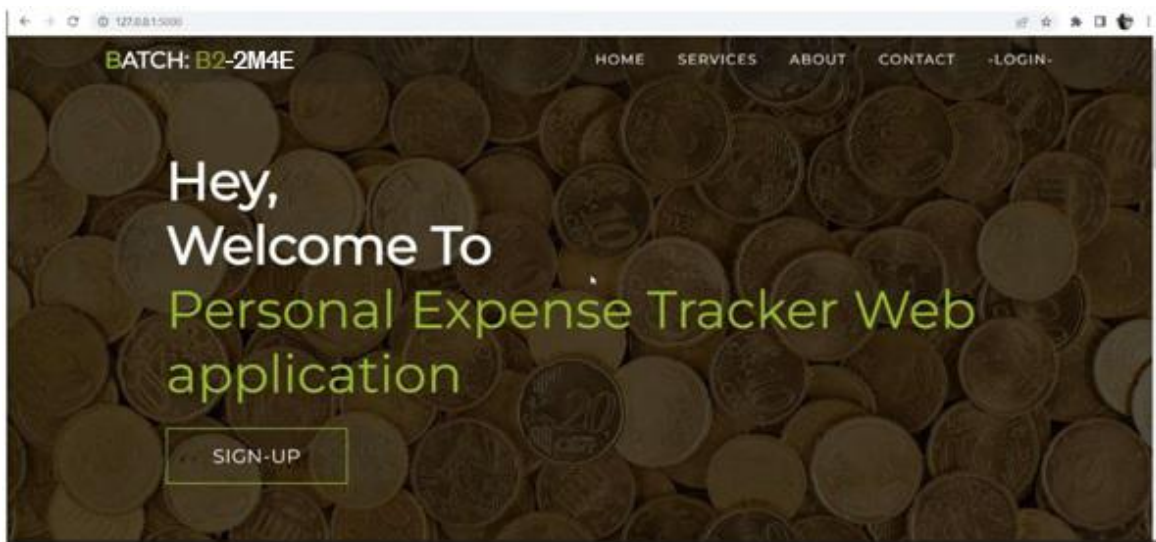 127.0.0.1:5000
BATCH: B2-2M4E
HOME SERVICES ABOUT CONTACT -LOGIN-
Hey,
Welcome To
Personal Expense Tracker Web
application
20
SIGN-UP